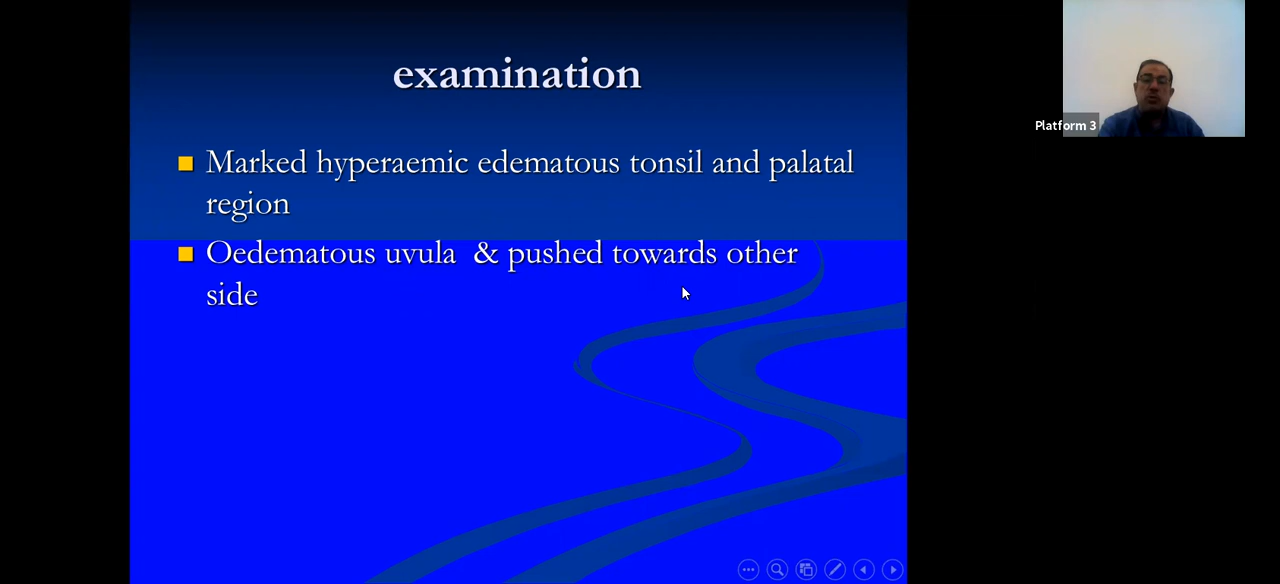 examination
Marked hyperaemic edematous tonsil and palatal
region
Oedematous uvula & pushed towards other
side
Platform 3